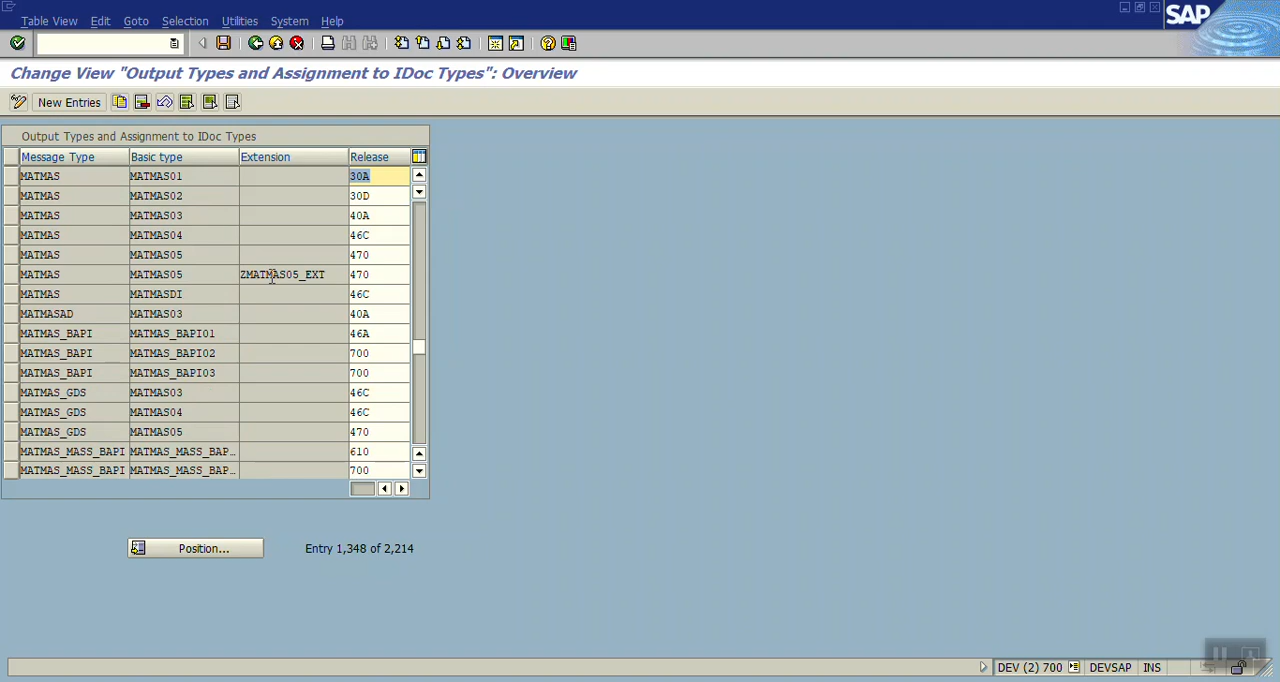 Table View Edit Goto Selection Utilities System Help
SAP
Change View "Output Types and Assignment to IDoc Types": Overview
New Entries
Output Types and Assignment to IDoc Types
Message Type Basic type Extension Release
MATMAS MATMAS01 30A
MATMAS MATMAS02 30D
MATMAS MATMAS03 40A
MATMAS MATMAS04 46C
MATMAS MATMAS05 470
MATMAS MATMAS05 ZMATMAS05_EXT 470
MATMAS MATMASDI 46C
MATMASAD MATMAS03 40A
MATMAS_BAPI MATMAS_BAPI01 46A
MATMAS_BAPI MATMAS_BAPI02 700
MATMAS_BAPI MATMAS_BAPI03 700
MATMAS_GDS MATMAS03 46C
MATMAS_GDS MATMAS04 46C
MATMAS_GDS MATMAS05 470
MATMAS_MASS_BAPI MATMAS_MASS_BAP… 610
MATMAS_MASS_BAPI MATMAS_MASS_BAP… 700
Position... Entry 1,348 of 2,214
DEV (2) 700 DEVSAP INS